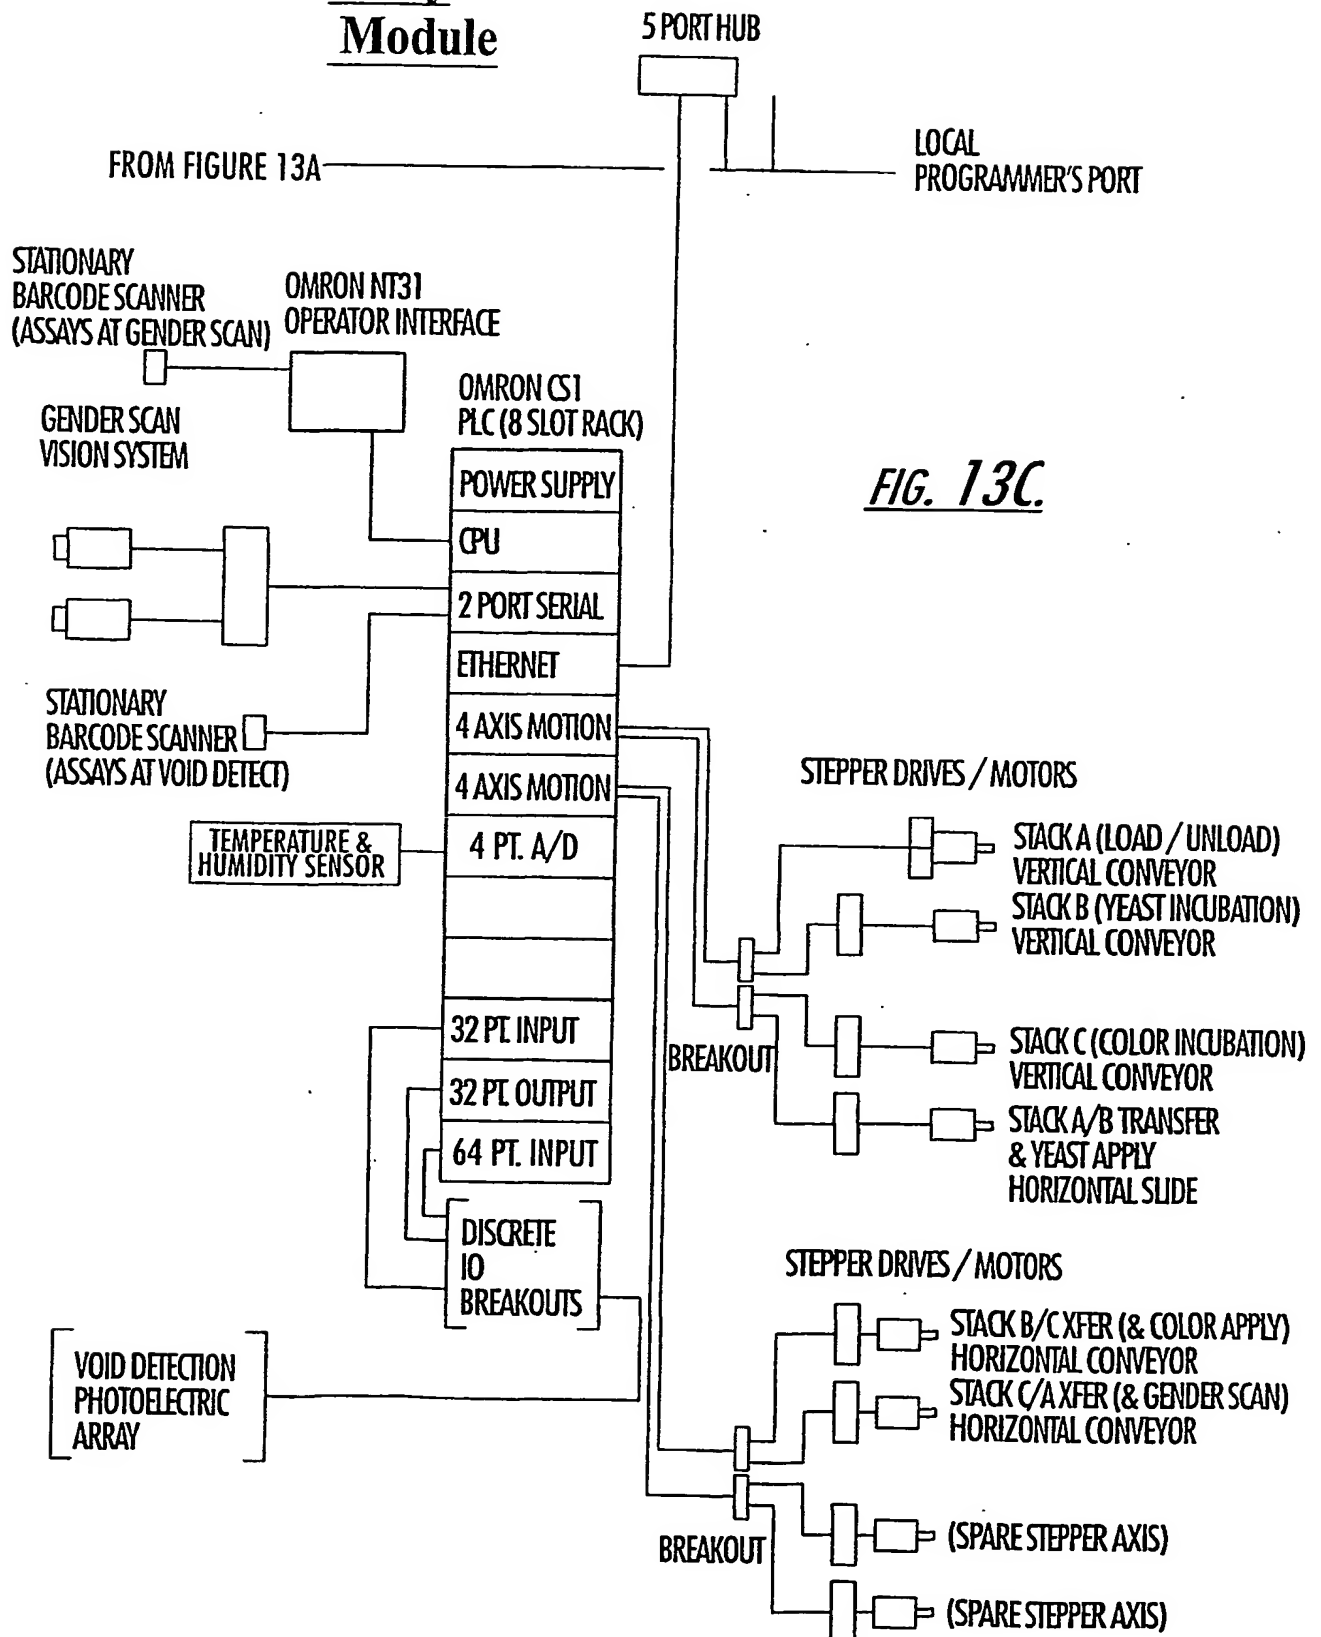 Module
5 PORT HUB
FROM FIGURE 13A
LOCAL
PROGRAMMER'S PORT
STATIONARY
BARCODE SCANNER
(ASSAYS AT GENDER SCAN)
OMRON NT31
OPERATOR INTERFACE
OMRON CS1
PLC (8 SLOT RACK)
GENDER SCAN
VISION SYSTEM
FIG. 13C.
POWER SUPPLY
CPU
2 PORT SERIAL
ETHERNET
4 AXIS MOTION
4 AXIS MOTION
4 PT. A/D
32 PT. INPUT
32 PT. OUTPUT
64 PT. INPUT
STATIONARY
BARCODE SCANNER
(ASSAYS AT VOID DETECT)
TEMPERATURE &
HUMIDITY SENSOR
STEPPER DRIVES / MOTORS
STACK A (LOAD / UNLOAD)
VERTICAL CONVEYOR
STACK B (YEAST INCUBATION)
VERTICAL CONVEYOR
BREAKOUT
STACK C (COLOR INCUBATION)
VERTICAL CONVEYOR
STACK A/B TRANSFER
& YEAST APPLY
HORIZONTAL SLIDE
DISCRETE
IO
BREAKOUTS
VOID DETECTION
PHOTOELECTRIC
ARRAY
STEPPER DRIVES / MOTORS
STACK B/C XFER (& COLOR APPLY)
HORIZONTAL CONVEYOR
STACK C/A XFER (& GENDER SCAN)
HORIZONTAL CONVEYOR
BREAKOUT
(SPARE STEPPER AXIS)
(SPARE STEPPER AXIS)